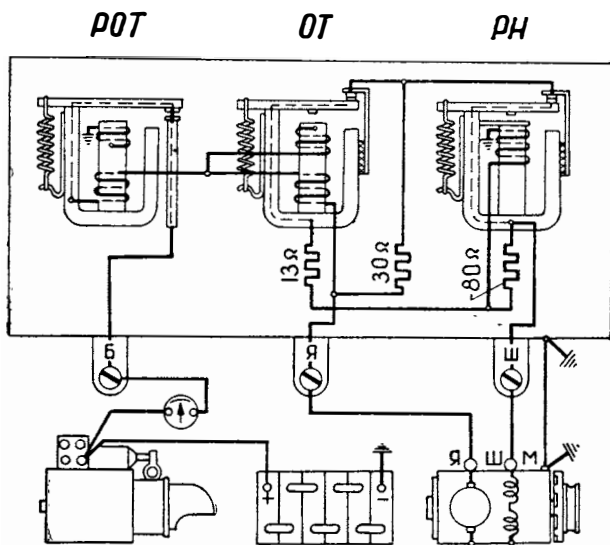 РОТ ОТ РН
13Ω 30Ω 80Ω
Б Я Ш
Я Ш М
+ −